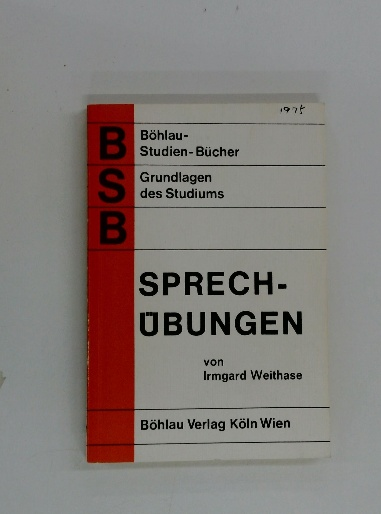 1975
B Böhlau-
Studien-Bücher
S Grundlagen
des Studiums
B
SPRECH-
ÜBUNGEN
von
Irmgard Weithase
Böhlau Verlag Köln Wien